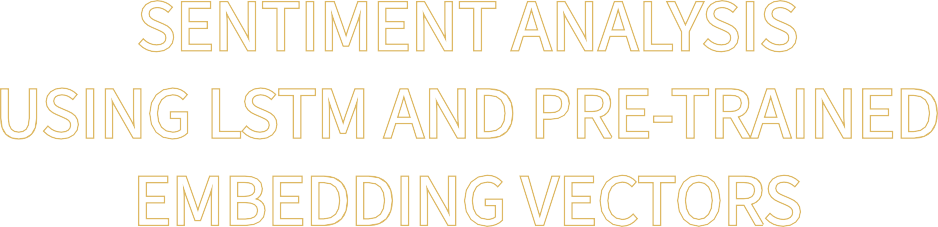 SENTIMENT ANALYSIS
USING LSTM AND PRE-TRAINED
EMBEDDING VECTORS